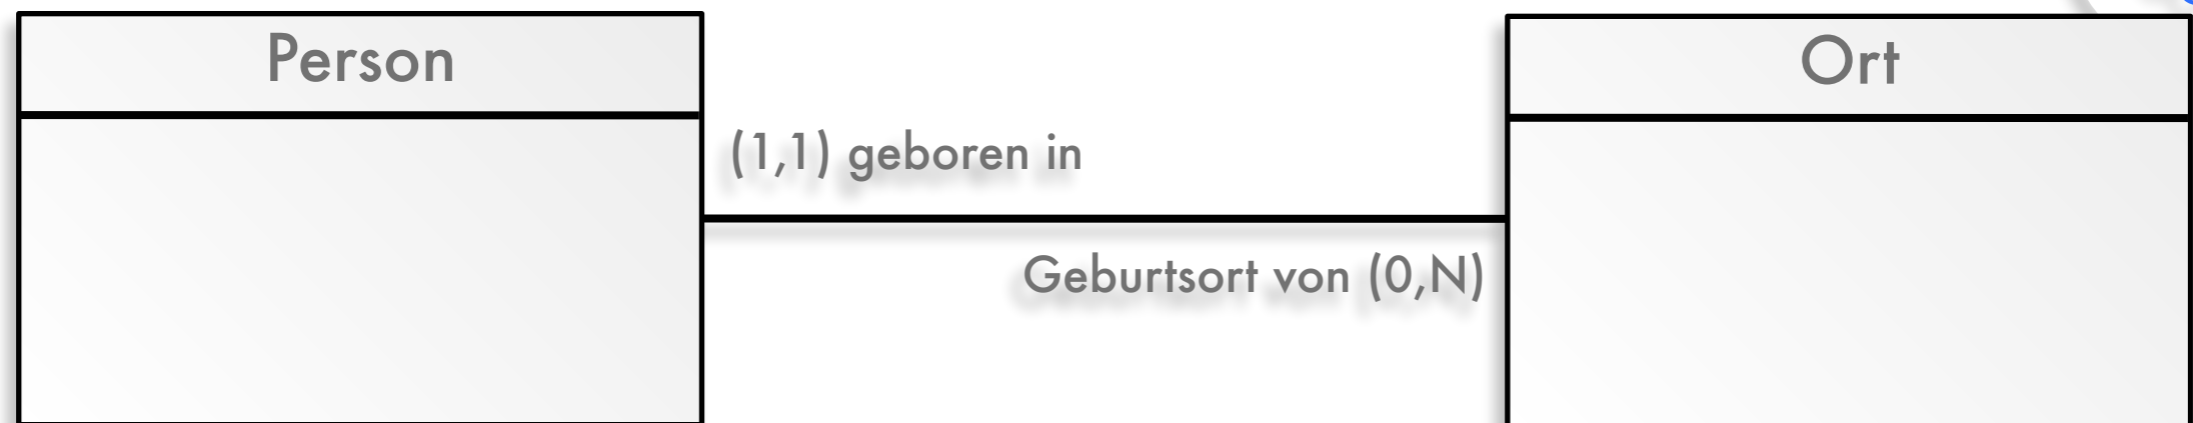 Person
Ort
(1,1) geboren in
Geburtsort von (0,N)